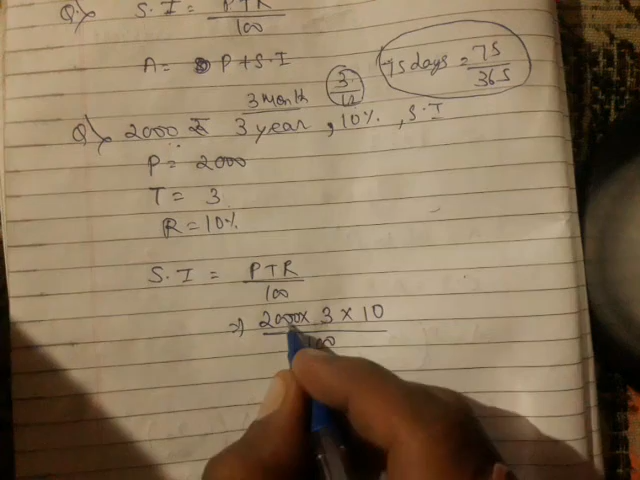 Q.) S.I = PTR
100
A = P+S.I
75 days = 75
365
3 month 3
12
Q) 2000 3 year, 10%, S.I
P = 2000
T = 3
R = 10%
S.I = PTR
100
⇒ 2000 x 3 x 10
100